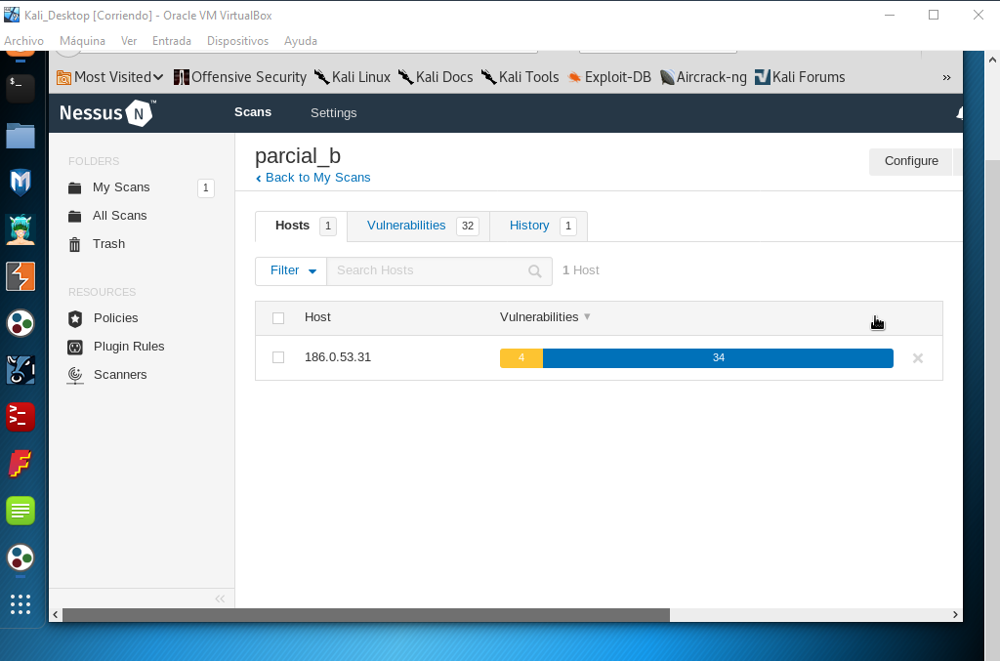 Kali_Desktop [Corriendo] - Oracle VM VirtualBox
Archivo Máquina Ver Entrada Dispositivos Ayuda
Most Visited Offensive Security Kali Linux Kali Docs Kali Tools Exploit-DB Aircrack-ng Kali Forums »
Nessus N ™ Scans Settings
parcial_b
Configure
Back to My Scans
FOLDERS
My Scans 1
All Scans
Trash
RESOURCES
Policies
Plugin Rules
Scanners
Hosts 1 Vulnerabilities 32 History 1
Filter Search Hosts 1 Host
Host Vulnerabilities
186.0.53.31 4 34